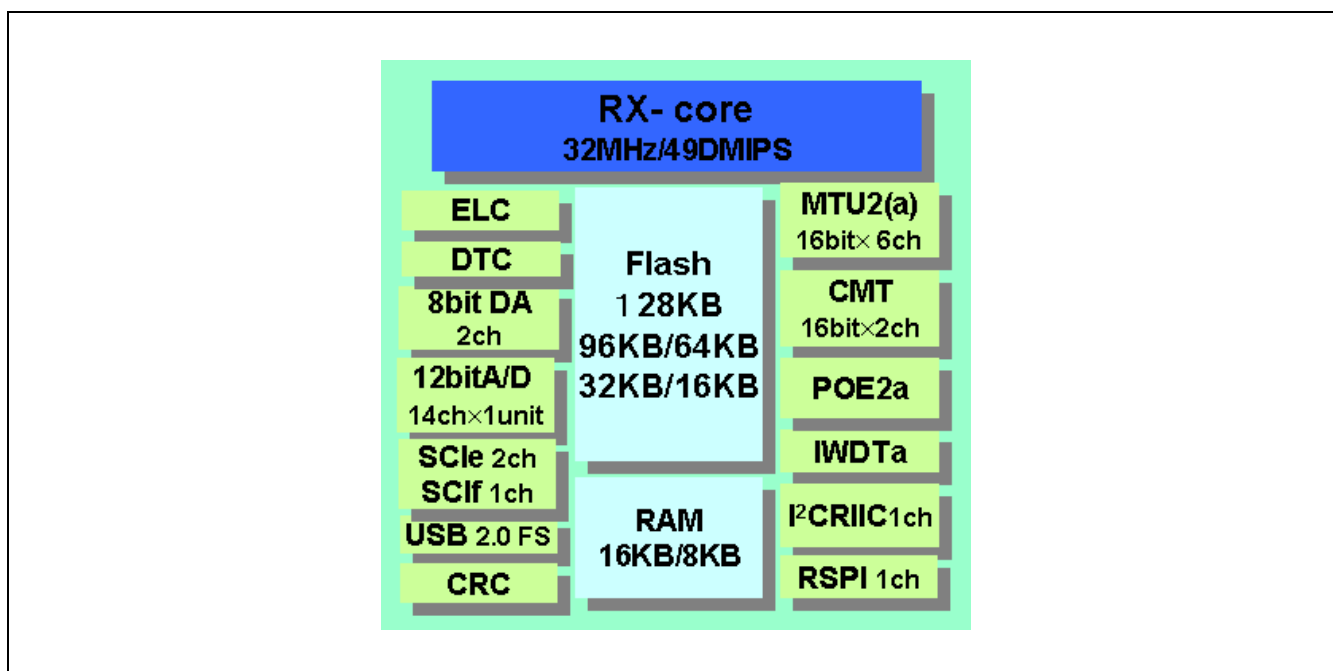 RX- core
32MHz/49DMIPS
ELC
DTC
8bit DA
2ch
12bitA/D
14ch×1unit
SCIe 2ch
SCIf 1ch
USB 2.0 FS
CRC
Flash
128KB
96KB/64KB
32KB/16KB
RAM
16KB/8KB
MTU2(a)
16bit× 6ch
CMT
16bit×2ch
POE2a
IWDTa
I²CRIIC1ch
RSPI 1ch